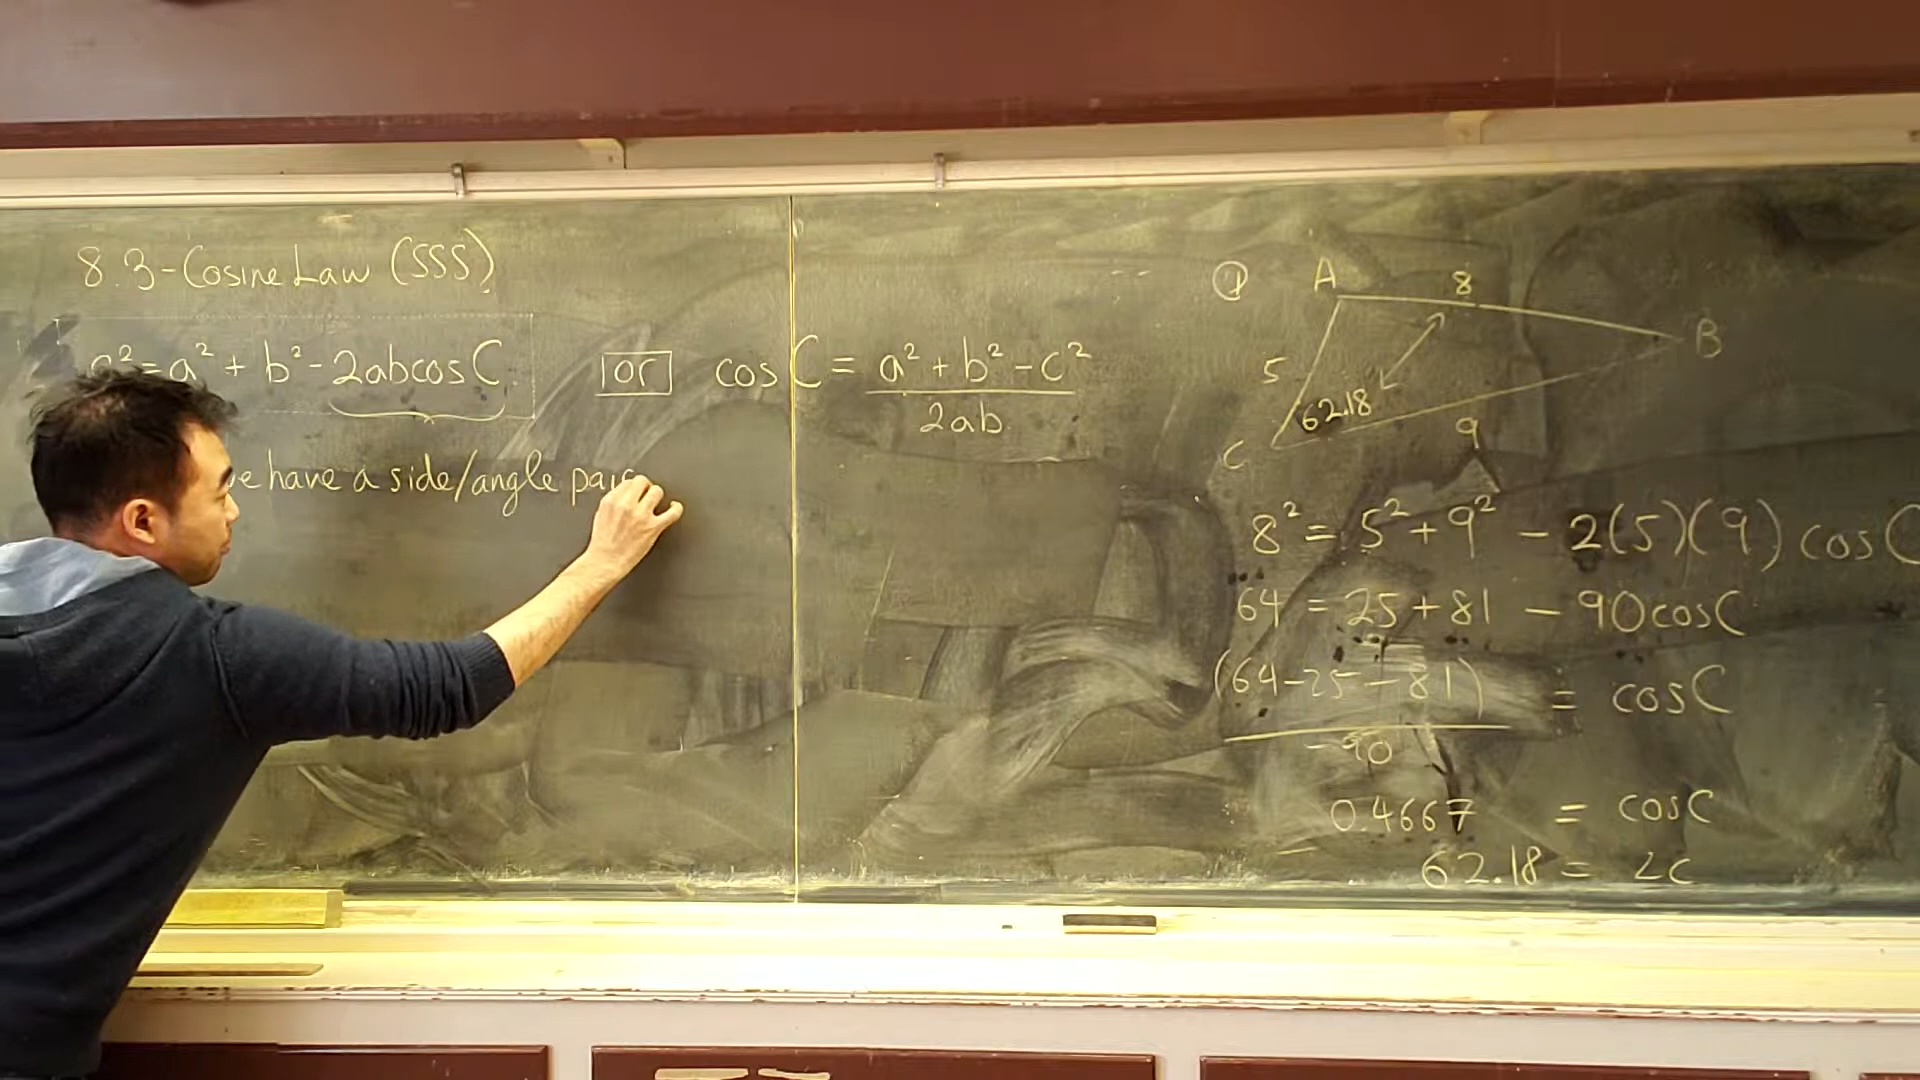 8.3 - Cosine Law (SSS)
² = a² + b² - 2abcosC
or
cos C = a² + b² - c²
2ab
have a side/angle
①
A
8
B
5
62.18
9
C
8² = 5² + 9² - 2(5)(9) cosC
64 = 25 + 81 - 90cosC
(64-25-81) = cosC
-90
0.4667 = cosC
62.18 = ∠C